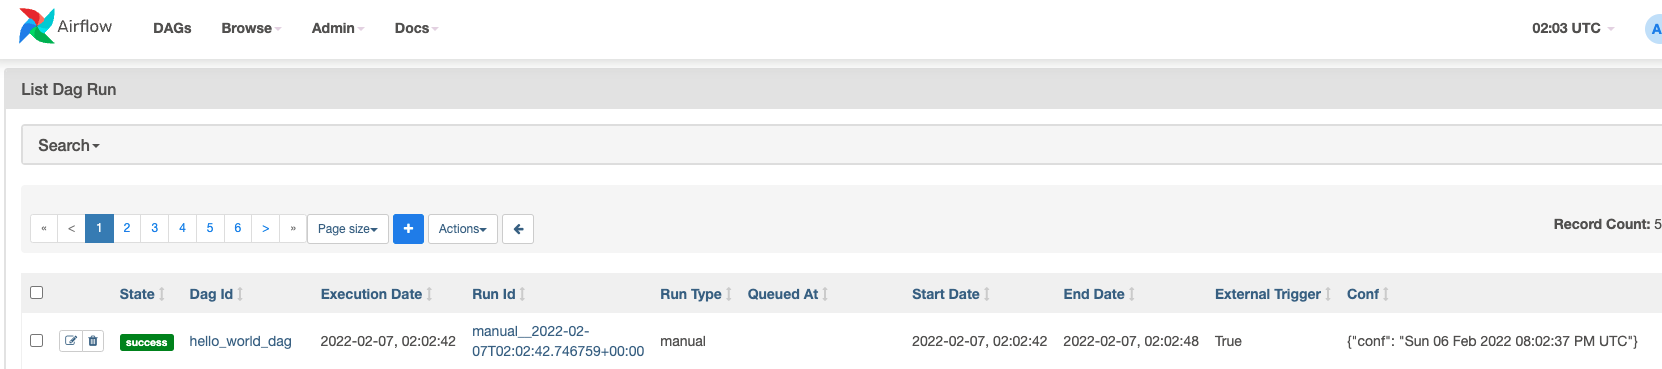 Airflow DAGs Browse Admin Docs 02:03 UTC A
List Dag Run
Search
« < 1 2 3 4 5 6 > » Page size + Actions Record Count: 5
State Dag Id Execution Date Run Id Run Type Queued At Start Date End Date External Trigger Conf
success hello_world_dag 2022-02-07, 02:02:42 manual__2022-02-
07T02:02:42.746759+00:00 manual 2022-02-07, 02:02:42 2022-02-07, 02:02:48 True {"conf": "Sun 06 Feb 2022 08:02:37 PM UTC"}